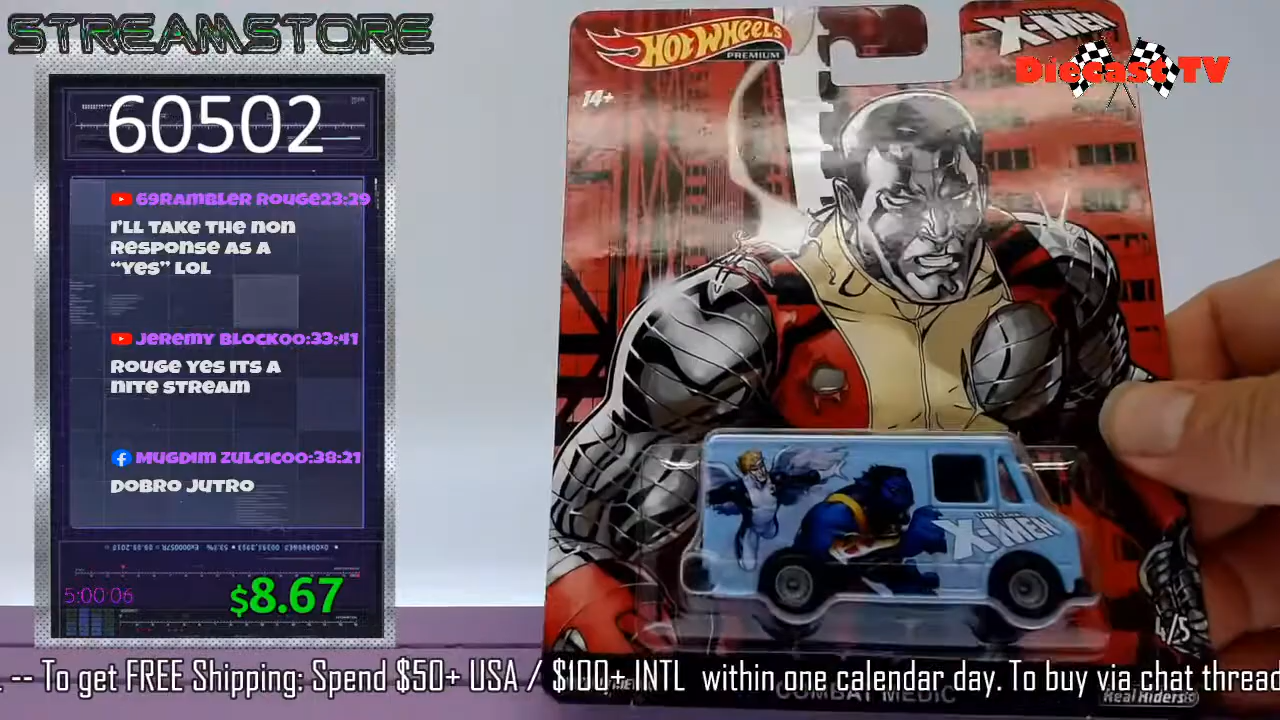 STREAMSTORE
60502
69Rambler Rouge23:29
I'll take the non
response as a
“yes” lol
Jeremy Block00:33:41
Rouge yes its a
nite stream
Mugdim Zulcic00:38:21
Dobro jutro
5:00:06
$8.67
Hot Wheels
PREMIUM
14+
UNCANNY
X-MEN
Diecast TV
UNCANNY
X-MEN
4/5
COMBAT MEDIC
Real Riders®
-- To get FREE Shipping: Spend $50+ USA / $100+ INTL within one calendar day. To buy via chat thread